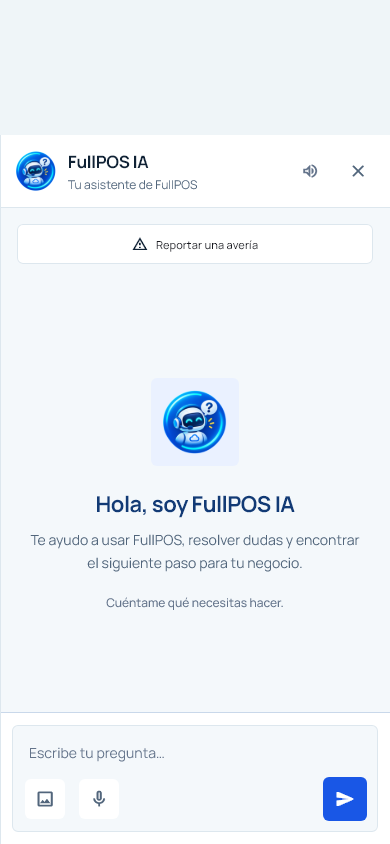 FullPOS IA
Tu asistente de FullPOS
Reportar una avería
?
Hola, soy FullPOS IA
Te ayudo a usar FullPOS, resolver dudas y encontrar
el siguiente paso para tu negocio.
Cuéntame qué necesitas hacer.
Escribe tu pregunta...